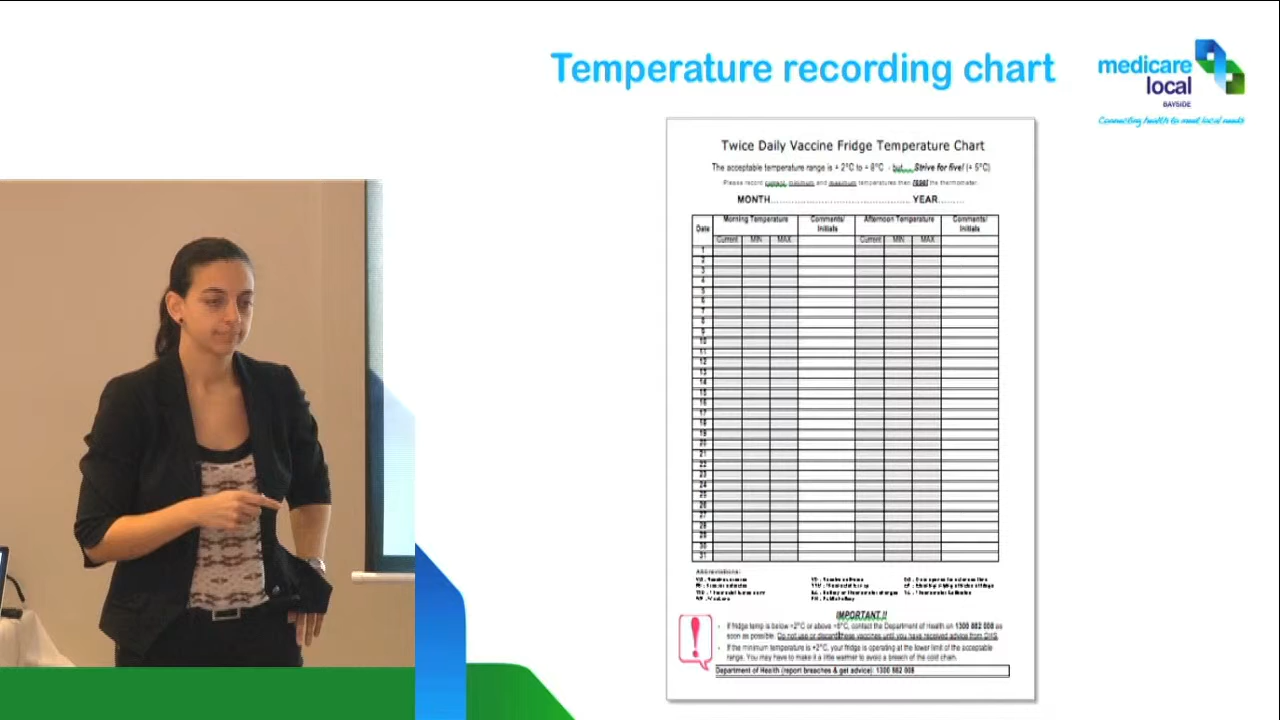 Temperature recording chart
medicare
local
BAYSIDE
Connecting health to meet local needs
Twice Daily Vaccine Fridge Temperature Chart
The acceptable temperature range is + 2°C to + 8°C - but.... Strive for five! (+ 5°C)
Please record current, minimum and maximum temperatures then reset the thermometer.
MONTH.............................................. YEAR.........
Date Morning Temperature Comments/ Initials Afternoon Temperature Comments/ Initials
Current MIN MAX Current MIN MAX
1
2
3
4
5
6
7
8
9
10
11
12
13
14
15
16
17
18
19
20
21
22
23
24
25
26
27
28
29
30
31
Abbreviations:
IMPORTANT !!
If fridge temp is below +2°C or above +8°C, contact the Department of Health on 1300 882 008 as
soon as possible. Do not use or discard these vaccines until you have received advice from DHS.
If the minimum temperature is +2°C, your fridge is operating at the lower limit of the acceptable
range. You may have to make it a little warmer to avoid a breach of the cold chain.
Department of Health (report breaches & get advice): 1300 882 008